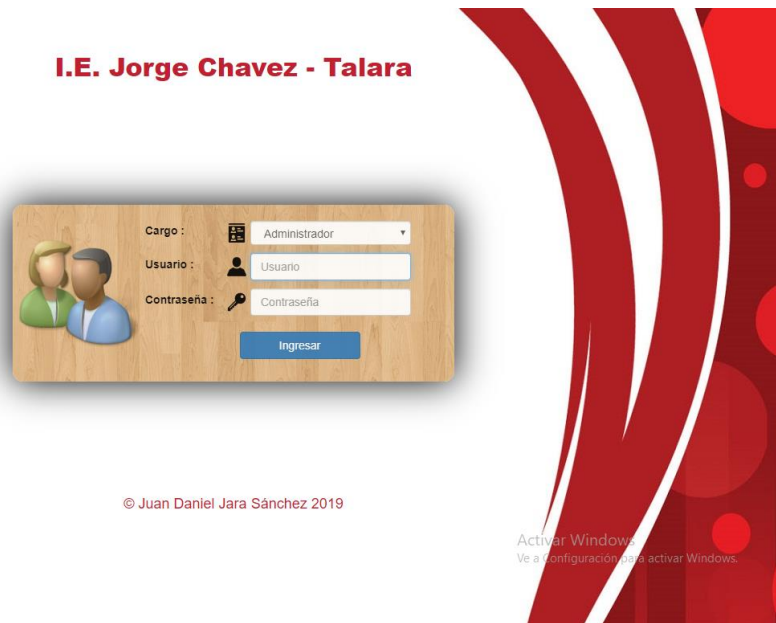 I.E. Jorge Chavez - Talara
Cargo : Administrador
Usuario : Usuario
Contraseña : Contraseña
Ingresar
© Juan Daniel Jara Sánchez 2019
Activar Windows
Ve a Configuración para activar Windows.